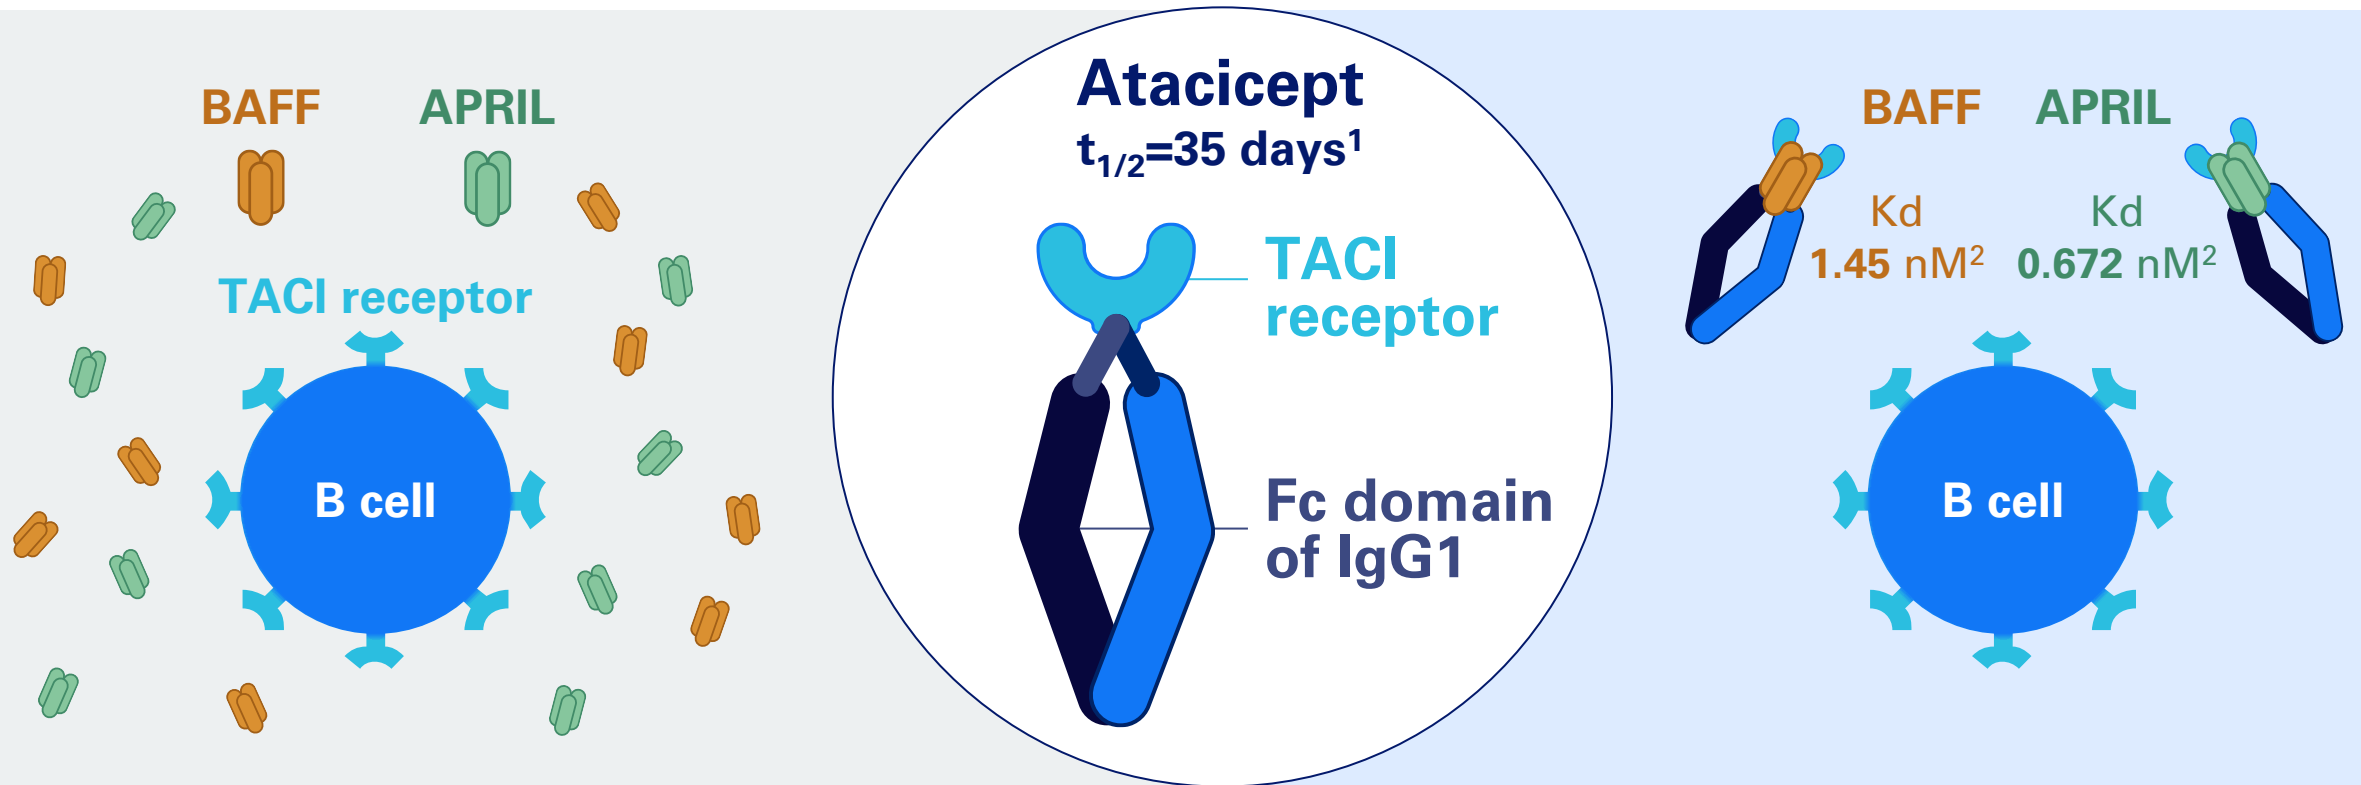 BAFF
APRIL
TACI receptor
B cell
Atacicept
t1/2=35 days¹
TACI
receptor
Fc domain
of IgG1
BAFF
APRIL
Kd
1.45 nM²
Kd
0.672 nM²
B cell